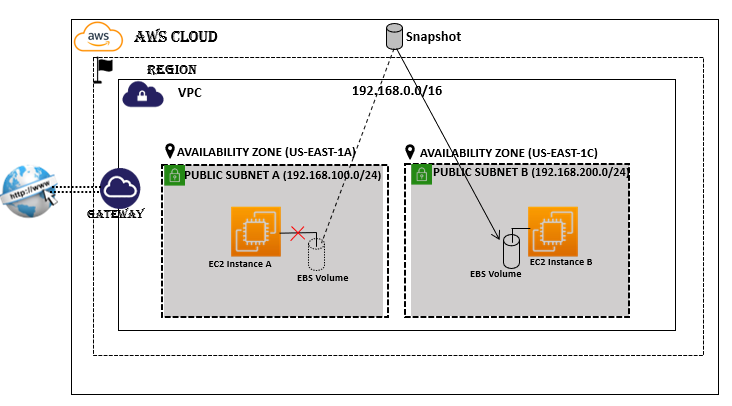 aws
AWS CLOUD
Snapshot
REGION
VPC
192.168.0.0/16
AVAILABILITY ZONE (US-EAST-1A)
AVAILABILITY ZONE (US-EAST-1C)
PUBLIC SUBNET A (192.168.100.0/24)
PUBLIC SUBNET B (192.168.200.0/24)
http://www
GATEWAY
EC2 Instance A
EBS Volume
EC2 Instance B
EBS Volume